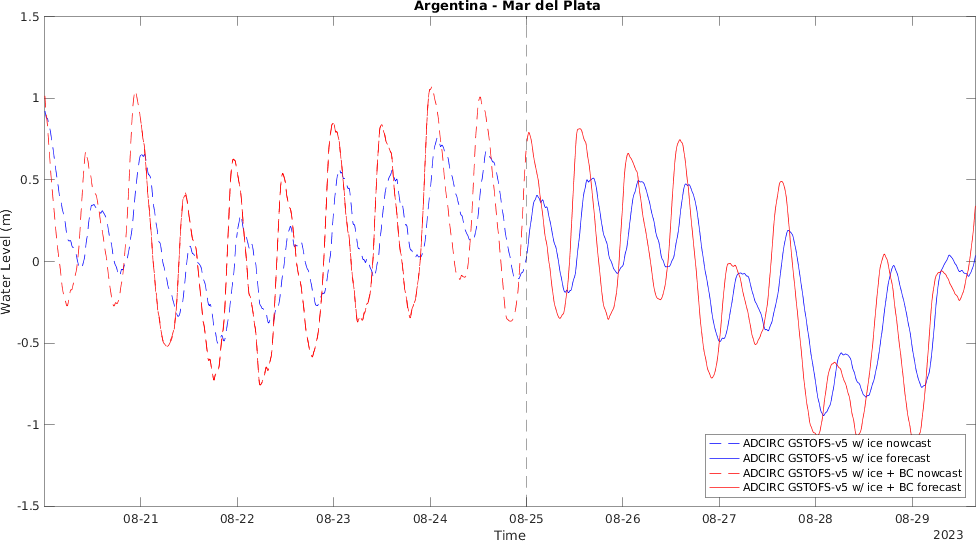 Argentina - Mar del Plata
1.5
1
0.5
0
-0.5
-1
-1.5
Water Level (m)
ADCIRC GSTOFS-v5 w/ ice nowcast
ADCIRC GSTOFS-v5 w/ ice forecast
ADCIRC GSTOFS-v5 w/ ice + BC nowcast
ADCIRC GSTOFS-v5 w/ ice + BC forecast
08-21 08-22 08-23 08-24 08-25 08-26 08-27 08-28 08-29
Time
2023